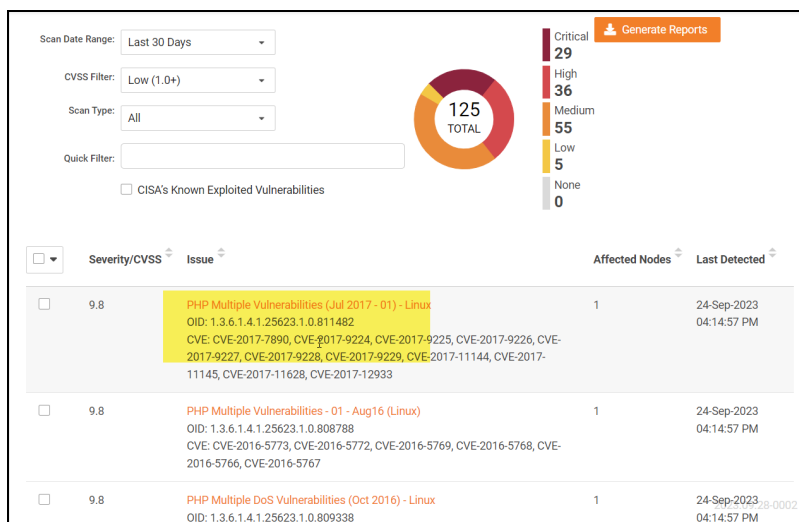 Scan Date Range: Last 30 Days
CVSS Filter: Low (1.0+)
Scan Type: All
Quick Filter:
CISA's Known Exploited Vulnerabilities
125
TOTAL
Critical
29
High
36
Medium
55
Low
5
None
0
Generate Reports
Severity/CVSS Issue Affected Nodes Last Detected
9.8 PHP Multiple Vulnerabilities (Jul 2017 - 01) - Linux 1 24-Sep-2023
OID: 1.3.6.1.4.1.25623.1.0.811482 04:14:57 PM
CVE: CVE-2017-7890, CVE-2017-9224, CVE-2017-9225, CVE-2017-9226, CVE-
2017-9227, CVE-2017-9228, CVE-2017-9229, CVE-2017-11144, CVE-2017-
11145, CVE-2017-11628, CVE-2017-12933
9.8 PHP Multiple Vulnerabilities - 01 - Aug16 (Linux) 1 24-Sep-2023
OID: 1.3.6.1.4.1.25623.1.0.808788 04:14:57 PM
CVE: CVE-2016-5773, CVE-2016-5772, CVE-2016-5769, CVE-2016-5768, CVE-
2016-5766, CVE-2016-5767
9.8 PHP Multiple DoS Vulnerabilities (Oct 2016) - Linux 1 24-Sep-2023
OID: 1.3.6.1.4.1.25623.1.0.809338 04:14:57 PM
2023.09.28-0002